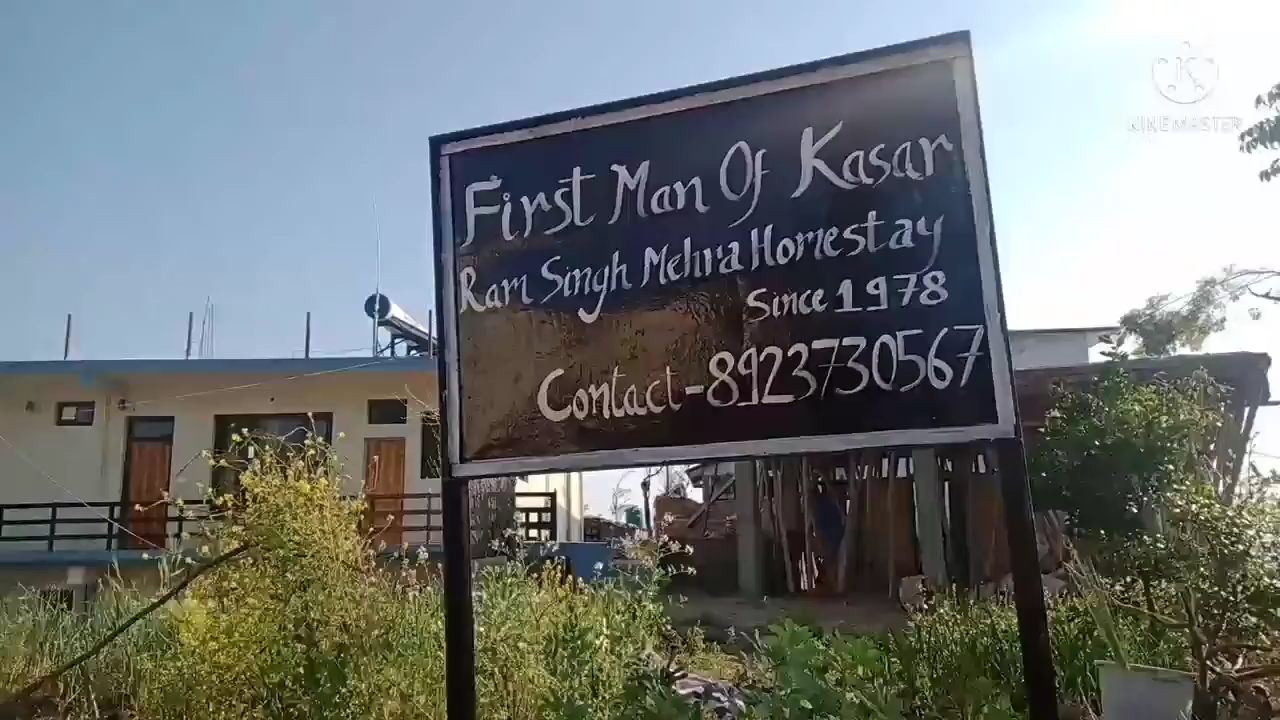 First Man Of Kasar
Ram Singh Mehra Homestay
Since 1978
Contact-8923730567
KINEMASTER